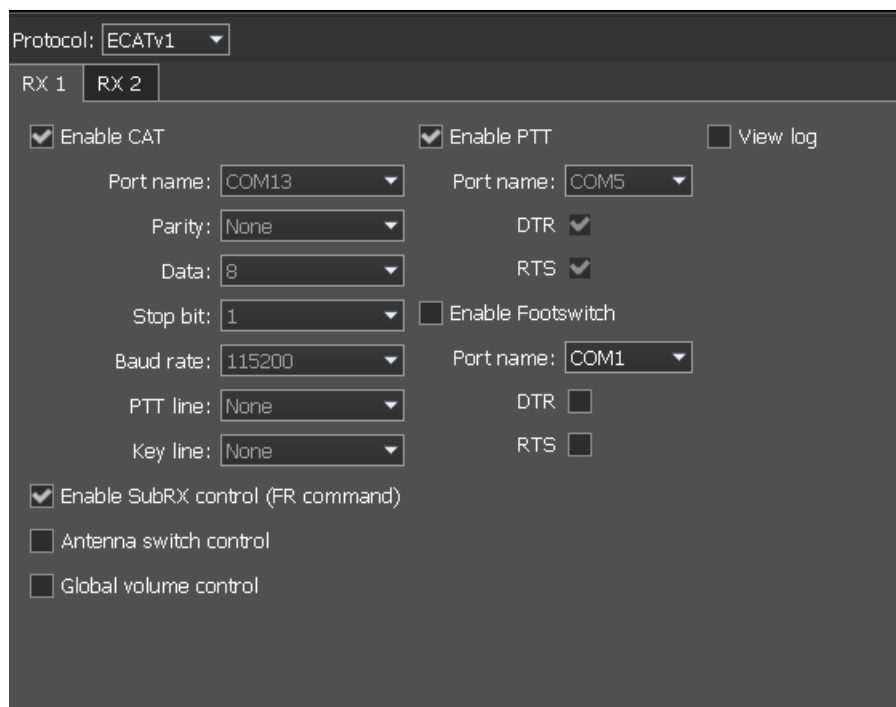 Protocol: ECATv1
RX 1 RX 2
Enable CAT Enable PTT View log
Port name: COM13 Port name: COM5
Parity: None DTR
Data: 8 RTS
Stop bit: 1 Enable Footswitch
Baud rate: 115200 Port name: COM1
PTT line: None DTR
Key line: None RTS
Enable SubRX control (FR command)
Antenna switch control
Global volume control